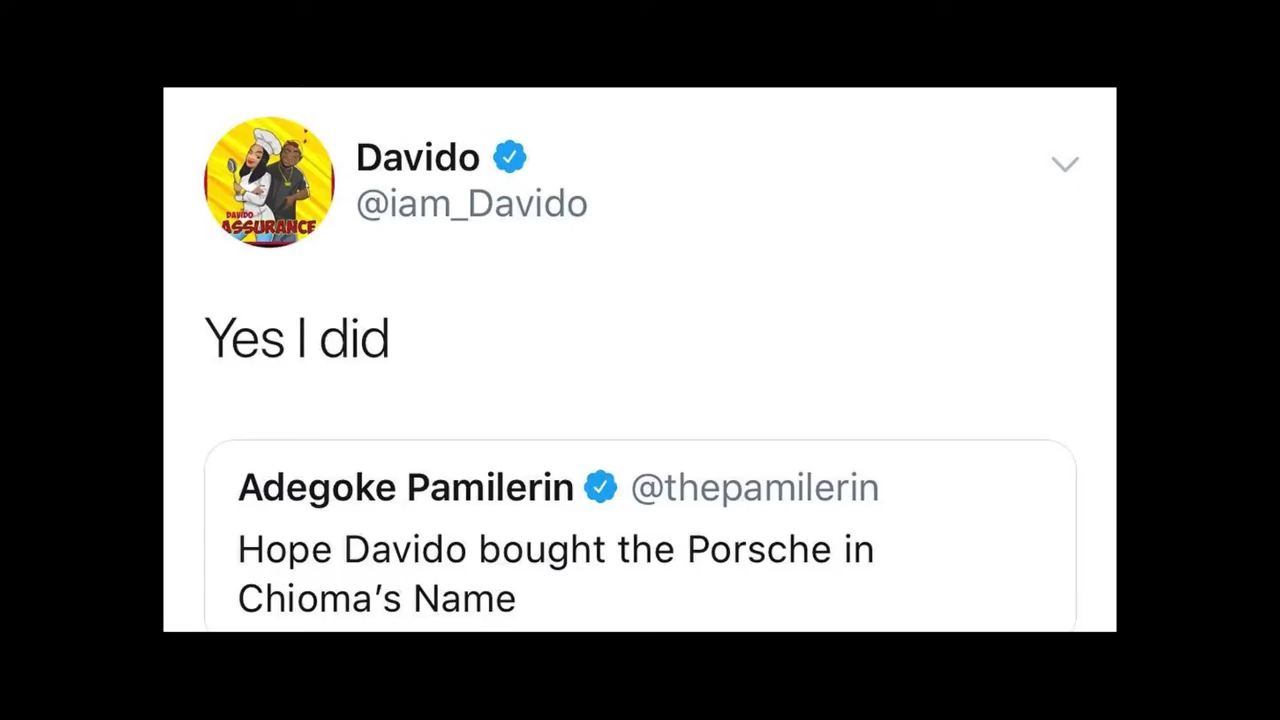 DAVIDO
ASSURANCE
Davido
@iam_Davido
Yes I did
Adegoke Pamilerin @thepamilerin
Hope Davido bought the Porsche in
Chioma’s Name